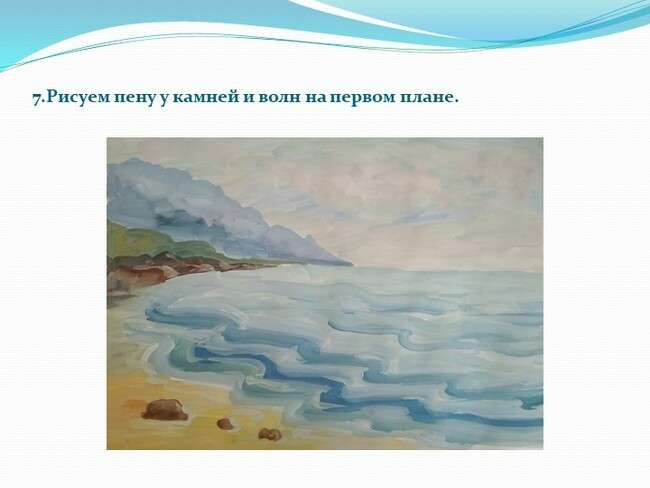 7.Рисуем пену у камней и волн на первом плане.